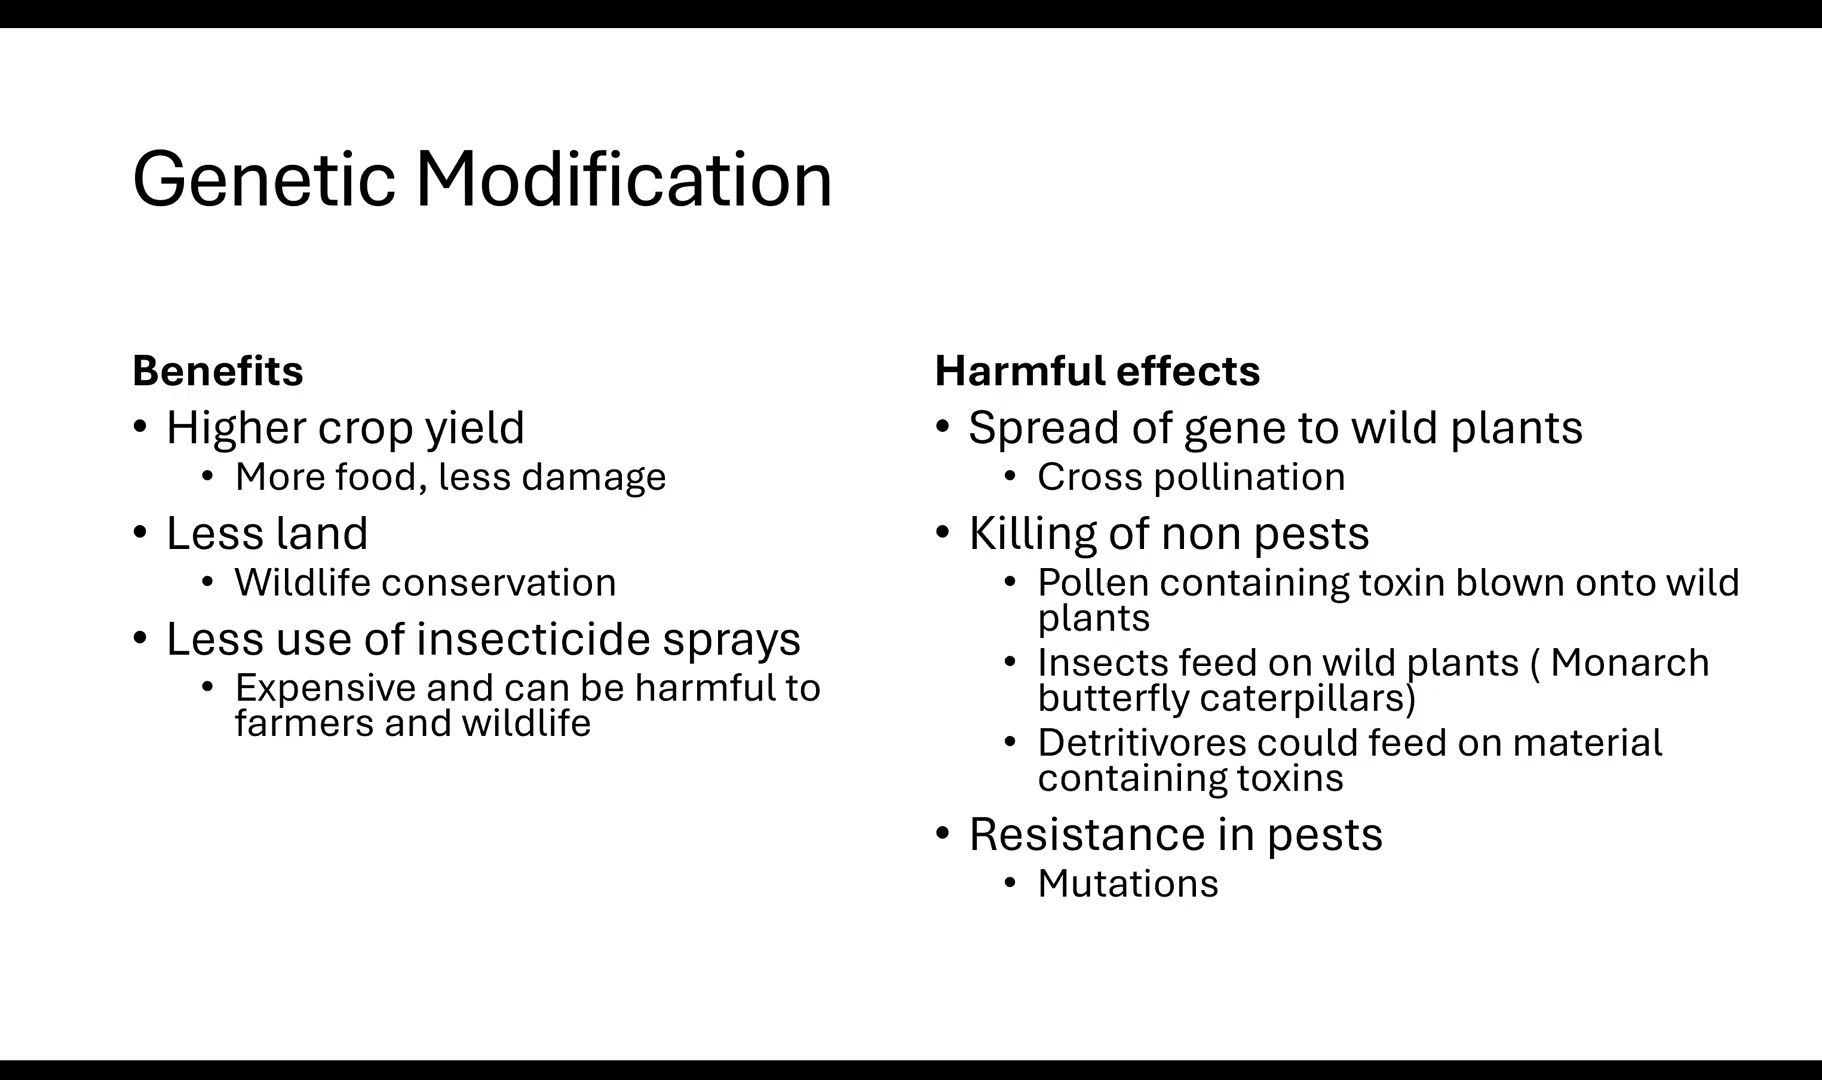 Genetic Modification
Benefits
• Higher crop yield
• More food, less damage
• Less land
• Wildlife conservation
• Less use of insecticide sprays
• Expensive and can be harmful to
farmers and wildlife
Harmful effects
• Spread of gene to wild plants
• Cross pollination
• Killing of non pests
• Pollen containing toxin blown onto wild
plants
• Insects feed on wild plants ( Monarch
butterfly caterpillars)
• Detritivores could feed on material
containing toxins
• Resistance in pests
• Mutations